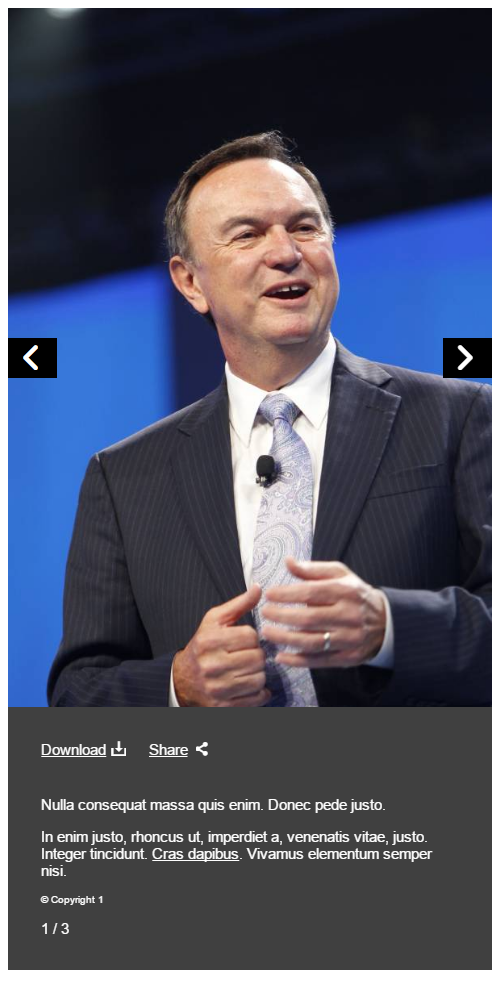 Download Share
Nulla consequat massa quis enim. Donec pede justo.
In enim justo, rhoncus ut, imperdiet a, venenatis vitae, justo.
Integer tincidunt. Cras dapibus. Vivamus elementum semper
nisi.
© Copyright 1
1 / 3